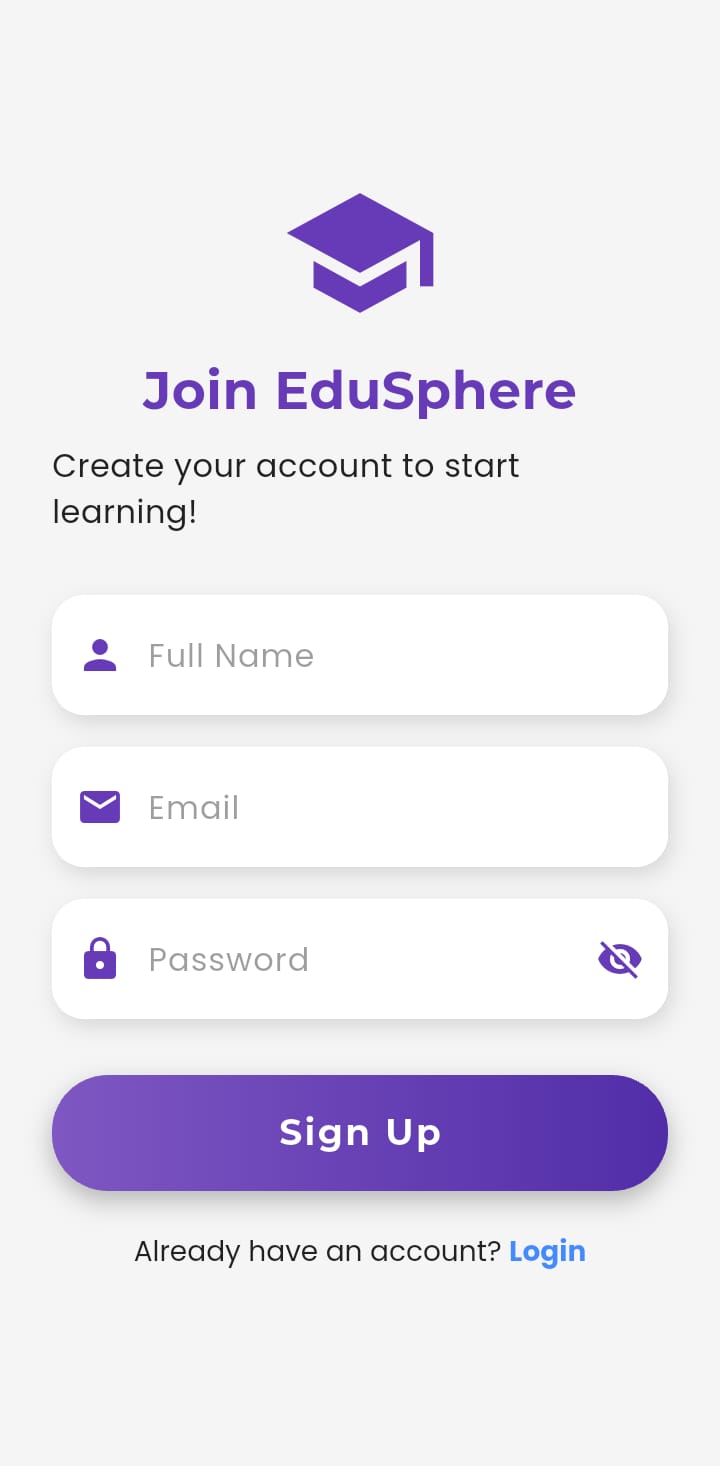 Join EduSphere
Create your account to start
learning!
Full Name
Email
Password
Sign Up
Already have an account? Login